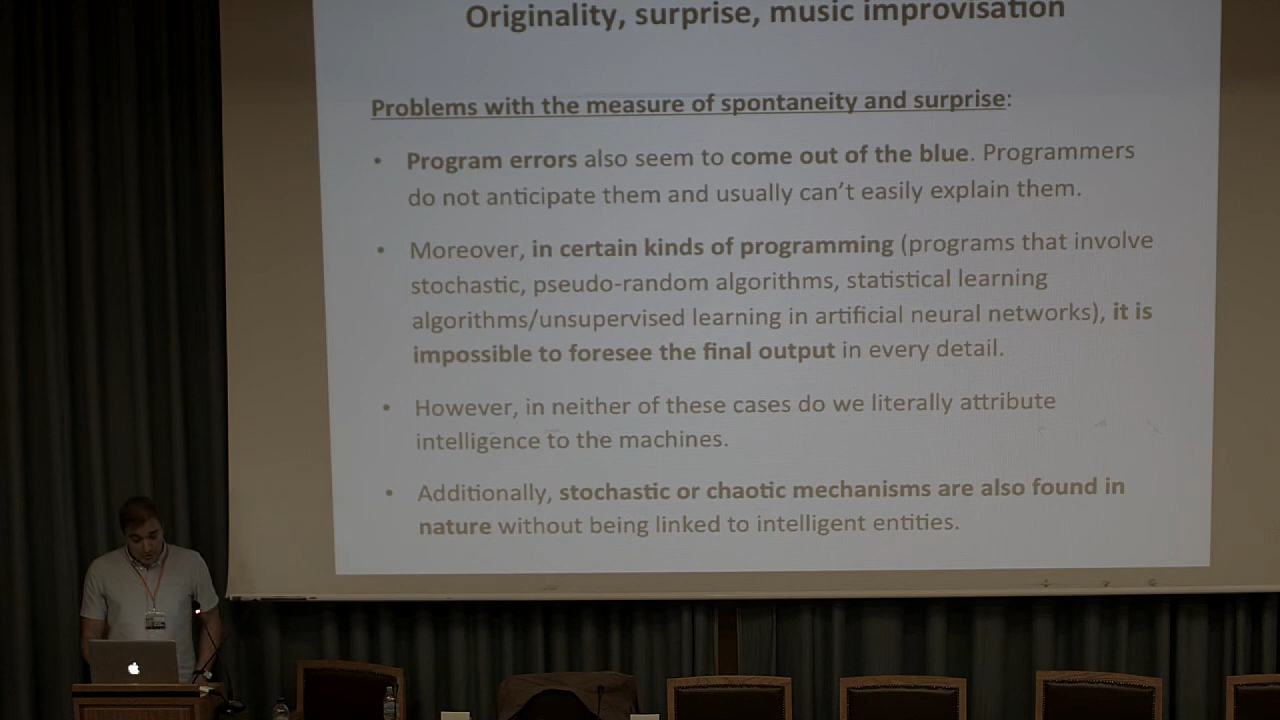 Originality, surprise, music improvisation
Problems with the measure of spontaneity and surprise:
• Program errors also seem to come out of the blue. Programmers
do not anticipate them and usually can’t easily explain them.
• Moreover, in certain kinds of programming (programs that involve
stochastic, pseudo-random algorithms, statistical learning
algorithms/unsupervised learning in artificial neural networks), it is
impossible to foresee the final output in every detail.
• However, in neither of these cases do we literally attribute
intelligence to the machines.
• Additionally, stochastic or chaotic mechanisms are also found in
nature without being linked to intelligent entities.